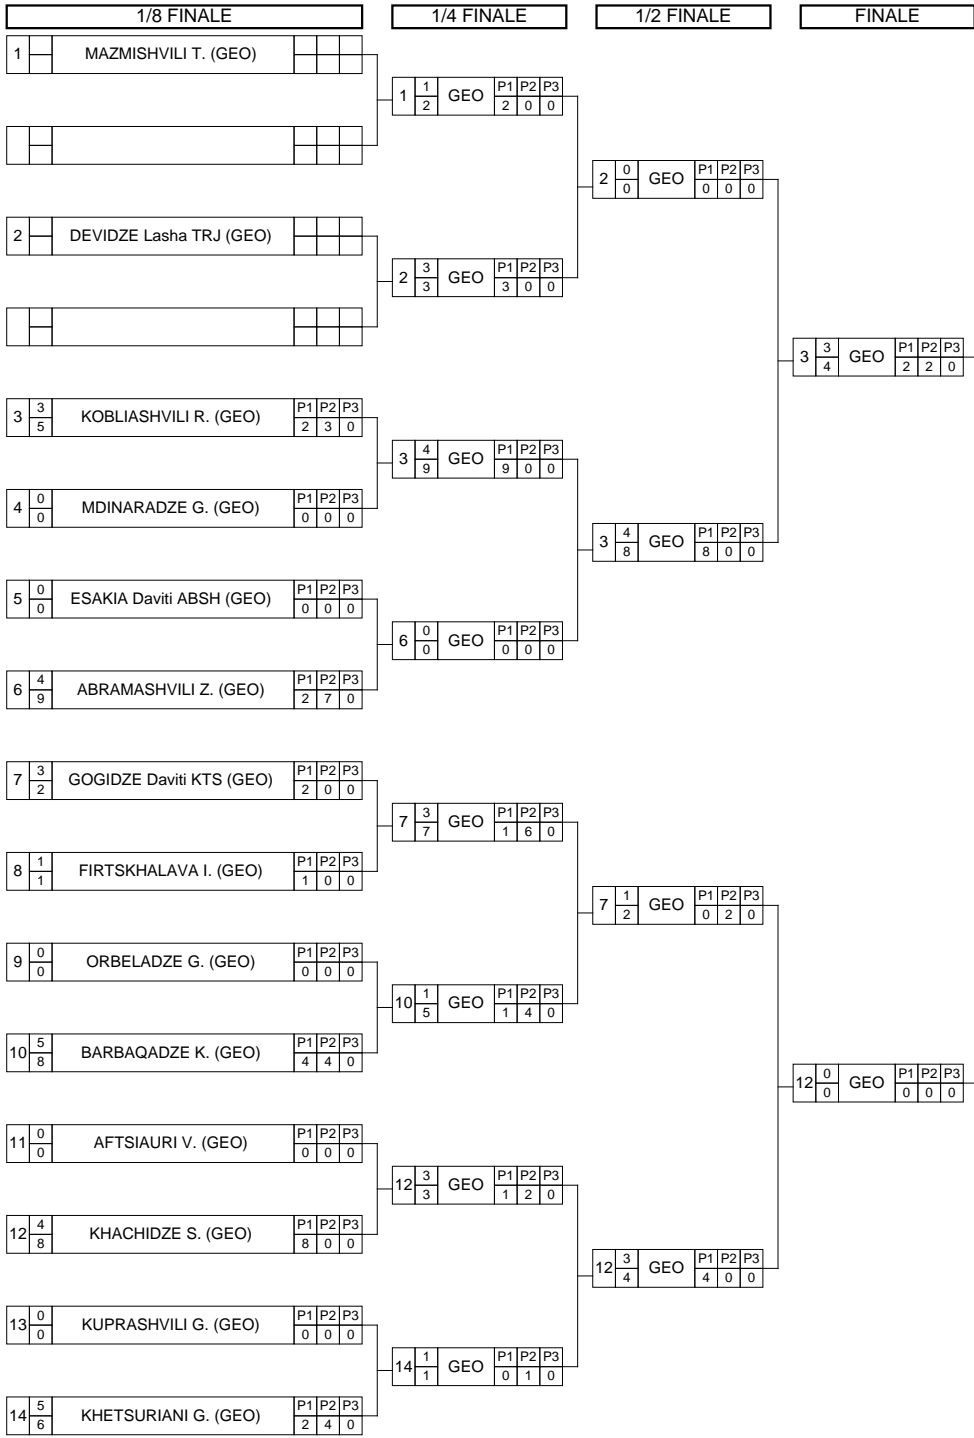 1/8 FINALE 1/4 FINALE 1/2 FINALE FINALE
1 MAZMISHVILI T. (GEO)
1 1 2 GEO P1 P2 P3 2 0 0
2 0 0 GEO P1 P2 P3 0 0 0
2 DEVIDZE Lasha TRJ (GEO)
2 3 3 GEO P1 P2 P3 3 0 0
3 3 4 GEO P1 P2 P3 2 2 0
3 3 5 KOBLIASHVILI R. (GEO) P1 P2 P3 2 3 0
3 4 9 GEO P1 P2 P3 9 0 0
4 0 0 MDINARADZE G. (GEO) P1 P2 P3 0 0 0
3 4 8 GEO P1 P2 P3 8 0 0
5 0 0 ESAKIA Daviti ABSH (GEO) P1 P2 P3 0 0 0
6 0 0 GEO P1 P2 P3 0 0 0
6 4 9 ABRAMASHVILI Z. (GEO) P1 P2 P3 2 7 0
7 3 2 GOGIDZE Daviti KTS (GEO) P1 P2 P3 2 0 0
7 3 7 GEO P1 P2 P3 1 6 0
8 1 1 FIRTSKHALAVA I. (GEO) P1 P2 P3 1 0 0
7 1 2 GEO P1 P2 P3 0 2 0
9 0 0 ORBELADZE G. (GEO) P1 P2 P3 0 0 0
10 1 5 GEO P1 P2 P3 1 4 0
10 5 8 BARBAQADZE K. (GEO) P1 P2 P3 4 4 0
12 0 0 GEO P1 P2 P3 0 0 0
11 0 0 AFTSIAURI V. (GEO) P1 P2 P3 0 0 0
12 3 3 GEO P1 P2 P3 1 2 0
12 4 8 KHACHIDZE S. (GEO) P1 P2 P3 8 0 0
12 3 4 GEO P1 P2 P3 4 0 0
13 0 0 KUPRASHVILI G. (GEO) P1 P2 P3 0 0 0
14 1 1 GEO P1 P2 P3 0 1 0
14 5 6 KHETSURIANI G. (GEO) P1 P2 P3 2 4 0